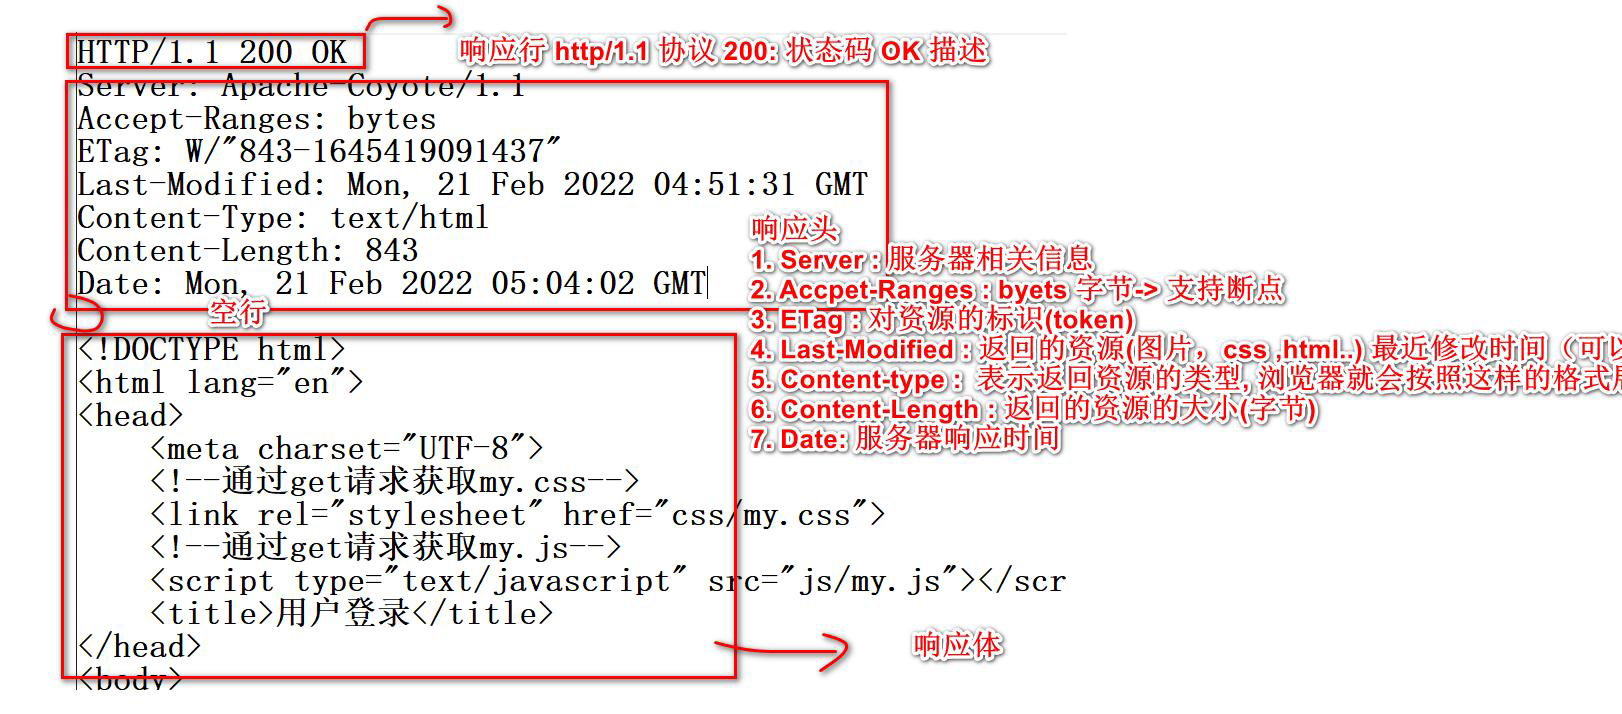 HTTP/1.1 200 OK
响应行 http/1.1 协议 200: 状态码 OK 描述
Server: Apache-Coyote/1.1
Accept-Ranges: bytes
ETag: W/"843-1645419091437"
Last-Modified: Mon, 21 Feb 2022 04:51:31 GMT
Content-Type: text/html
Content-Length: 843
Date: Mon, 21 Feb 2022 05:04:02 GMT
响应头
1. Server : 服务器相关信息
2. Accpet-Ranges : byets 字节-> 支持断点
3. ETag : 对资源的标识(token)
4. Last-Modified : 返回的资源(图片，css ,html..) 最近修改时间（可以
5. Content-type : 表示返回资源的类型, 浏览器就会按照这样的格式
6. Content-Length : 返回的资源的大小(字节)
7. Date: 服务器响应时间
空行
<!DOCTYPE html>
<html lang="en">
<head>
<meta charset="UTF-8">
<!--通过get请求获取my.css-->
<link rel="stylesheet" href="css/my.css">
<!--通过get请求获取my.js-->
<script type="text/javascript" src="js/my.js"></scr
<title>用户登录</title>
</head>
<body>
响应体